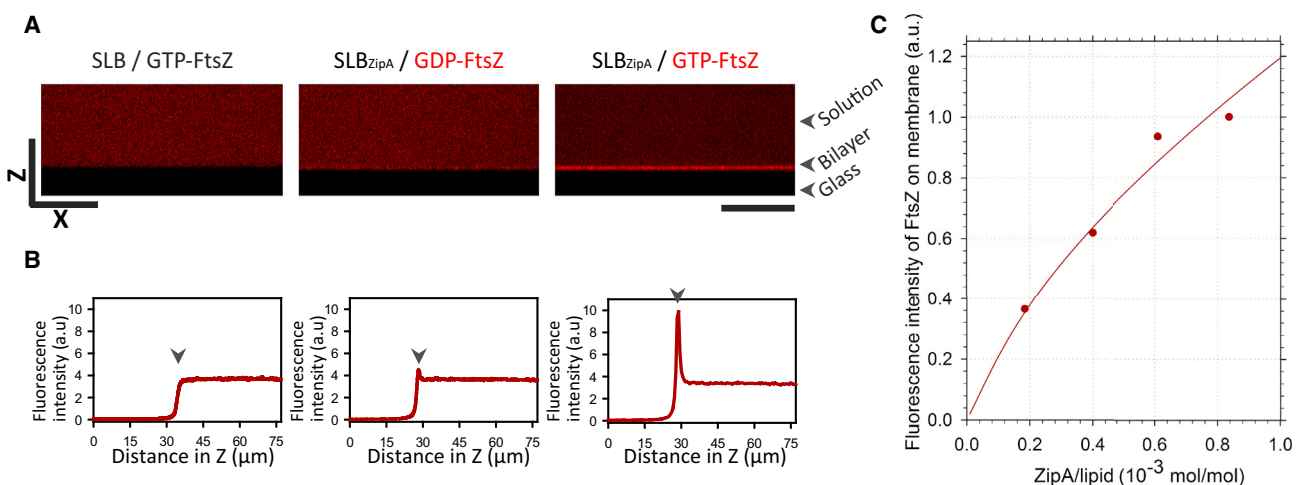 A
SLB / GTP-FtsZ
SLBZipA / GDP-FtsZ
SLBZipA / GTP-FtsZ
Solution
Bilayer
Glass
Z
X
B
Fluorescence
intensity (a.u)
10
8
6
4
2
0
0 15 30 45 60 75
Distance in Z (µm)
Fluorescence
intensity (a.u)
10
8
6
4
2
0
0 15 30 45 60 75
Distance in Z (µm)
Fluorescence
intensity (a.u)
10
8
6
4
2
0
0 15 30 45 60 75
Distance in Z (µm)
C
Fluorescence intensity of FtsZ on membrane (a.u.)
1.2
1.0
0.8
0.6
0.4
0.2
0.0
0.0 0.2 0.4 0.6 0.8 1.0
ZipA/lipid (10-3 mol/mol)